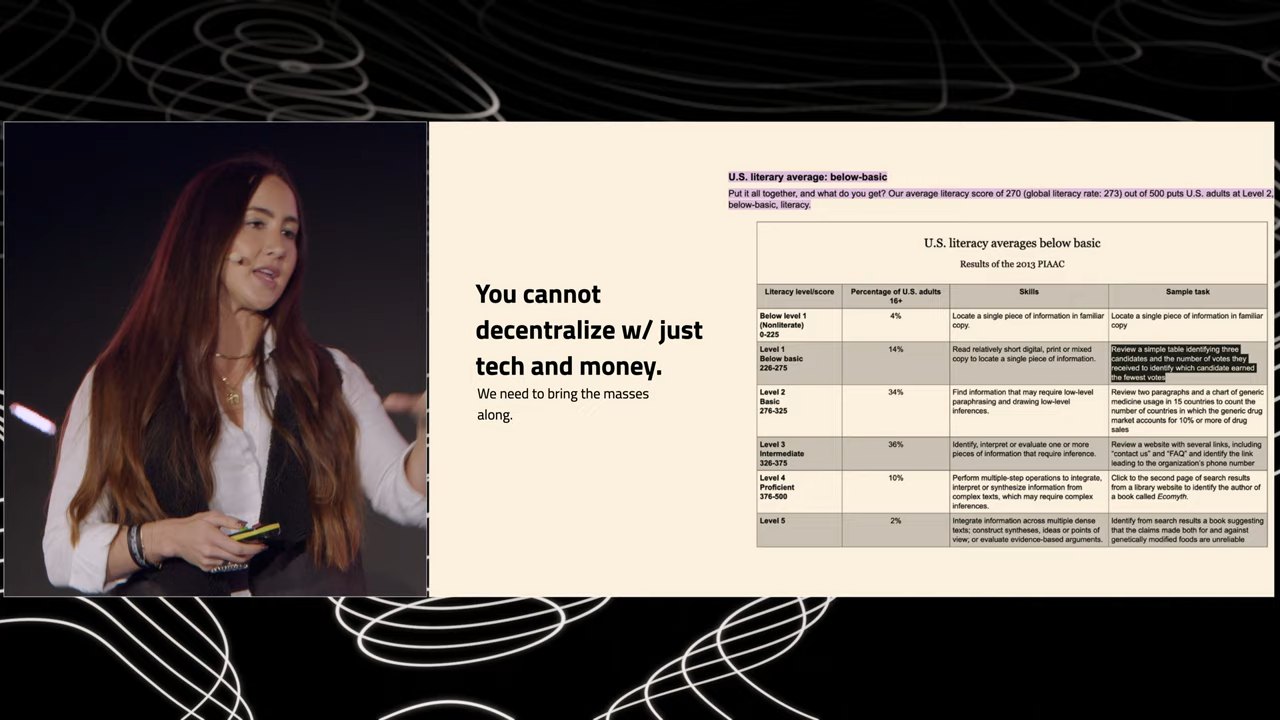 You cannot
decentralize w/ just
tech and money.
We need to bring the masses
along.
U.S. literary average: below-basic
Put it all together, and what do you get? Our average literacy score of 270 (global literacy rate: 273) out of 500 puts U.S. adults at Level 2,
below-basic, literacy.
U.S. literacy averages below basic
Results of the 2013 PIAAC
Literacy level/score
Percentage of U.S. adults
16+
Skills
Sample task
Below level 1
(Nonliterate)
0-225
4%
Locate a single piece of information in familiar
copy.
Locate a single piece of information in familiar
copy
Level 1
Below basic
226-275
14%
Read relatively short digital, print or mixed
copy to locate a single piece of information.
Review a simple table identifying three
candidates and the number of votes they
received to identify which candidate earned
the fewest votes
Level 2
Basic
276-325
34%
Find information that may require low-level
paraphrasing and drawing low-level
inferences.
Review two paragraphs and a chart of generic
medicine usage in 15 countries to count the
number of countries in which the generic drug
market accounts for 10% or more of drug
sales
Level 3
Intermediate
326-375
36%
Identify, interpret or evaluate one or more
pieces of information that require inference.
Review a website with several links, including
“contact us” and “FAQ” and identify the link
leading to the organization's phone number
Level 4
Proficient
376-500
10%
Perform multiple-step operations to integrate,
interpret or synthesize information from
complex texts, which may require complex
inferences.
Click to the second page of search results
from a library website to identify the author of
a book called Ecomyth.
Level 5
2%
Integrate information across multiple dense
texts; construct syntheses, ideas or points of
view; or evaluate evidence-based arguments.
Identify from search results a book suggesting
that the claims made both for and against
genetically modified foods are unreliable